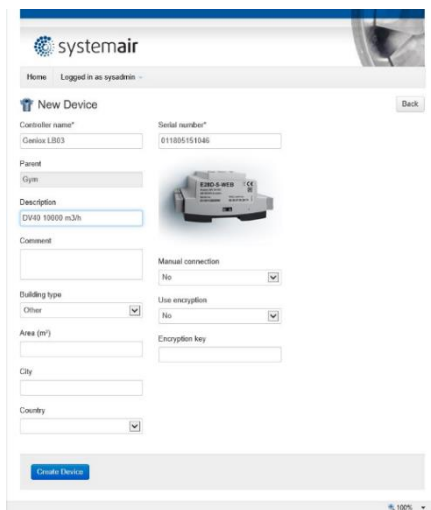 systemair
Home Logged in as sysadmin
New Device
Back
Controller name* Serial number*
Geniox LB03 011805151046
Parent
Gym
E28D-S-WEB
Description
DV40 10000 m3/h
Comment
Manual connection
No
Building type
Other
Use encryption
No
Area (m²)
Encryption key
City
Country
Create Device
100%